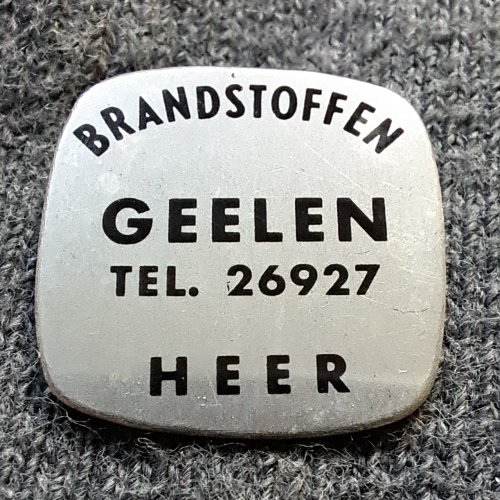 BRANDSTOFFEN
GEELEN
TEL. 26927
HEER